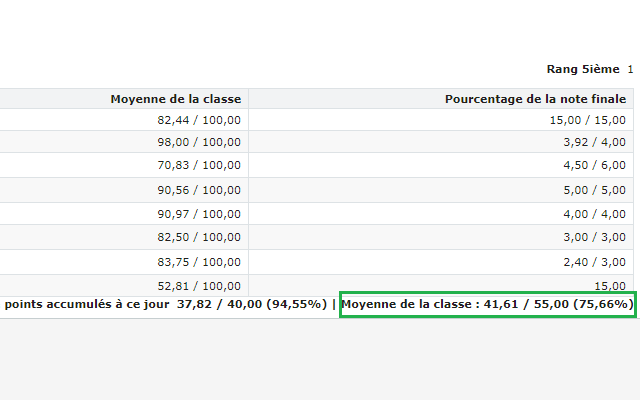 Rang 5ième 1
Moyenne de la classe Pourcentage de la note finale
82,44 / 100,00 15,00 / 15,00
98,00 / 100,00 3,92 / 4,00
70,83 / 100,00 4,50 / 6,00
90,56 / 100,00 5,00 / 5,00
90,97 / 100,00 4,00 / 4,00
82,50 / 100,00 3,00 / 3,00
83,75 / 100,00 2,40 / 3,00
52,81 / 100,00 15,00
points accumulés à ce jour 37,82 / 40,00 (94,55%) | Moyenne de la classe : 41,61 / 55,00 (75,66%)